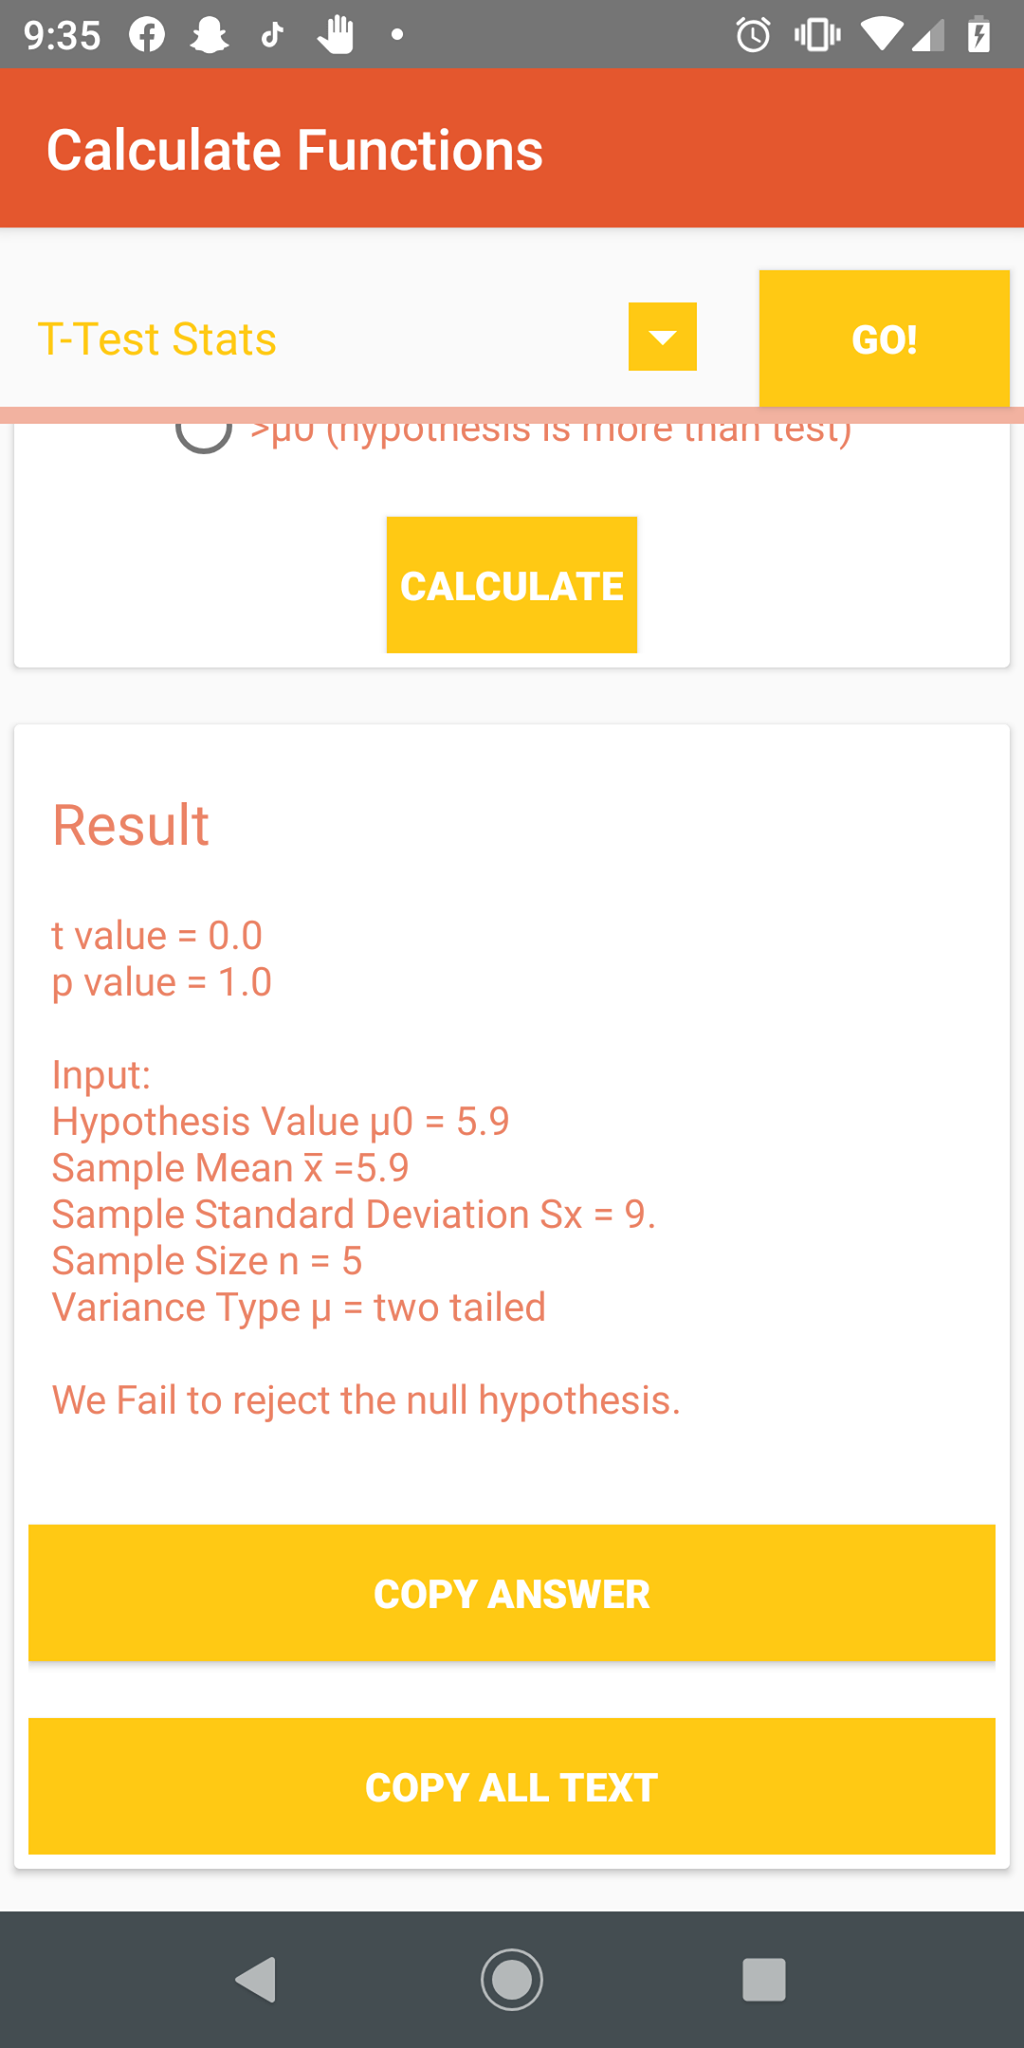 9:35
Calculate Functions
T-Test Stats
GO!
>µ0 (hypothesis is more than test)
CALCULATE
Result
t value = 0.0
p value = 1.0
Input:
Hypothesis Value µ0 = 5.9
Sample Mean x̅ =5.9
Sample Standard Deviation Sx = 9.
Sample Size n = 5
Variance Type µ = two tailed
We Fail to reject the null hypothesis.
COPY ANSWER
COPY ALL TEXT